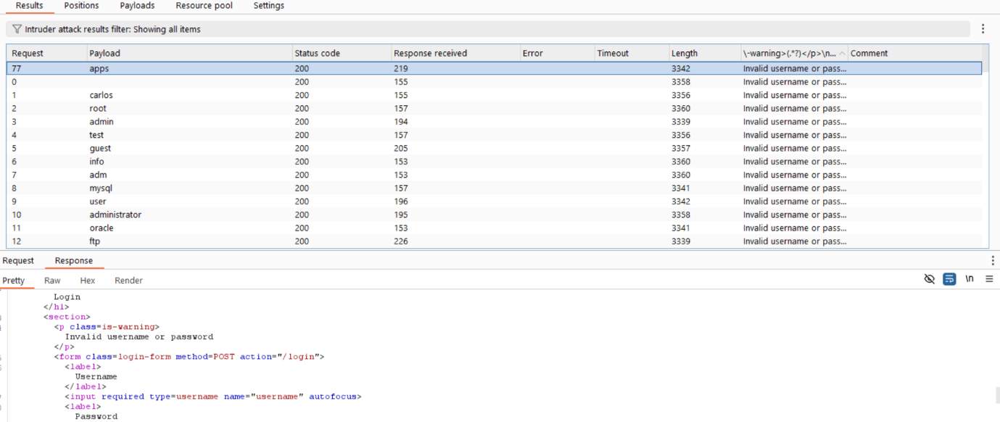 Results Positions Payloads Resource pool Settings
Intruder attack results filter: Showing all items
Request Payload Status code Response received Error Timeout Length \-warning>(.*?)</p>\n... Comment
77 apps 200 219 3342 Invalid username or pass...
0 200 155 3358 Invalid username or pass...
1 carlos 200 155 3356 Invalid username or pass...
2 root 200 157 3360 Invalid username or pass...
3 admin 200 194 3339 Invalid username or pass...
4 test 200 157 3356 Invalid username or pass...
5 guest 200 205 3357 Invalid username or pass...
6 info 200 153 3360 Invalid username or pass...
7 adm 200 153 3360 Invalid username or pass...
8 mysql 200 157 3341 Invalid username or pass...
9 user 200 196 3342 Invalid username or pass...
10 administrator 200 195 3358 Invalid username or pass...
11 oracle 200 153 3341 Invalid username or pass...
12 ftp 200 226 3339 Invalid username or pass...
Request Response
Pretty Raw Hex Render \n
Login
</h1>
<section>
<p class=is-warning>
Invalid username or password
</p>
<form class=login-form method=POST action="/login">
<label>
Username
</label>
<input required type=username name="username" autofocus>
<label>
Password